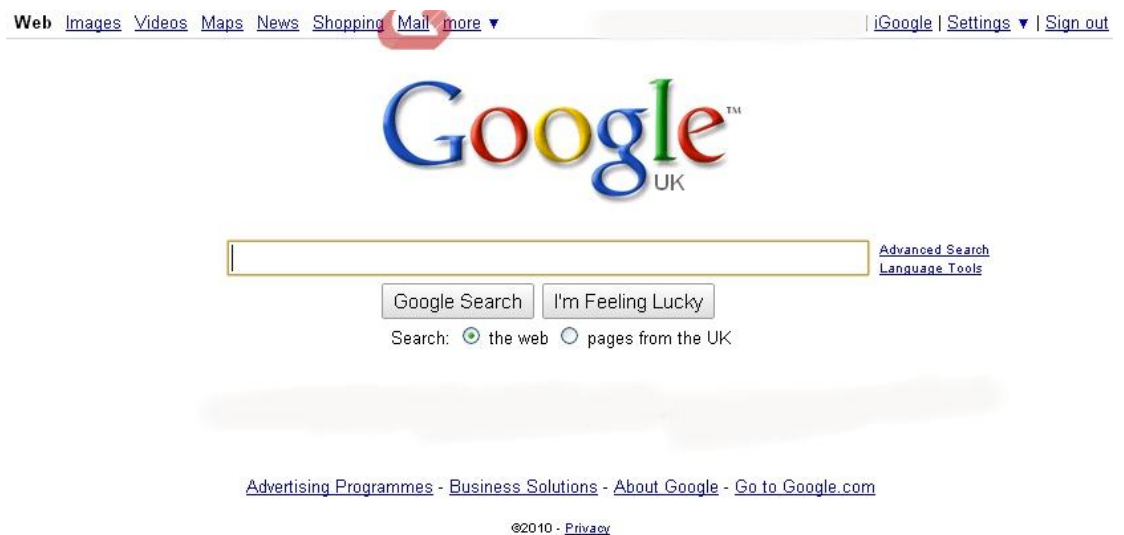 Web Images Videos Maps News Shopping Mail more ▼ | iGoogle | Settings ▼ | Sign out
Google™
UK
Advanced Search
Language Tools
Google Search I'm Feeling Lucky
Search: the web pages from the UK
Advertising Programmes - Business Solutions - About Google - Go to Google.com
©2010 - Privacy